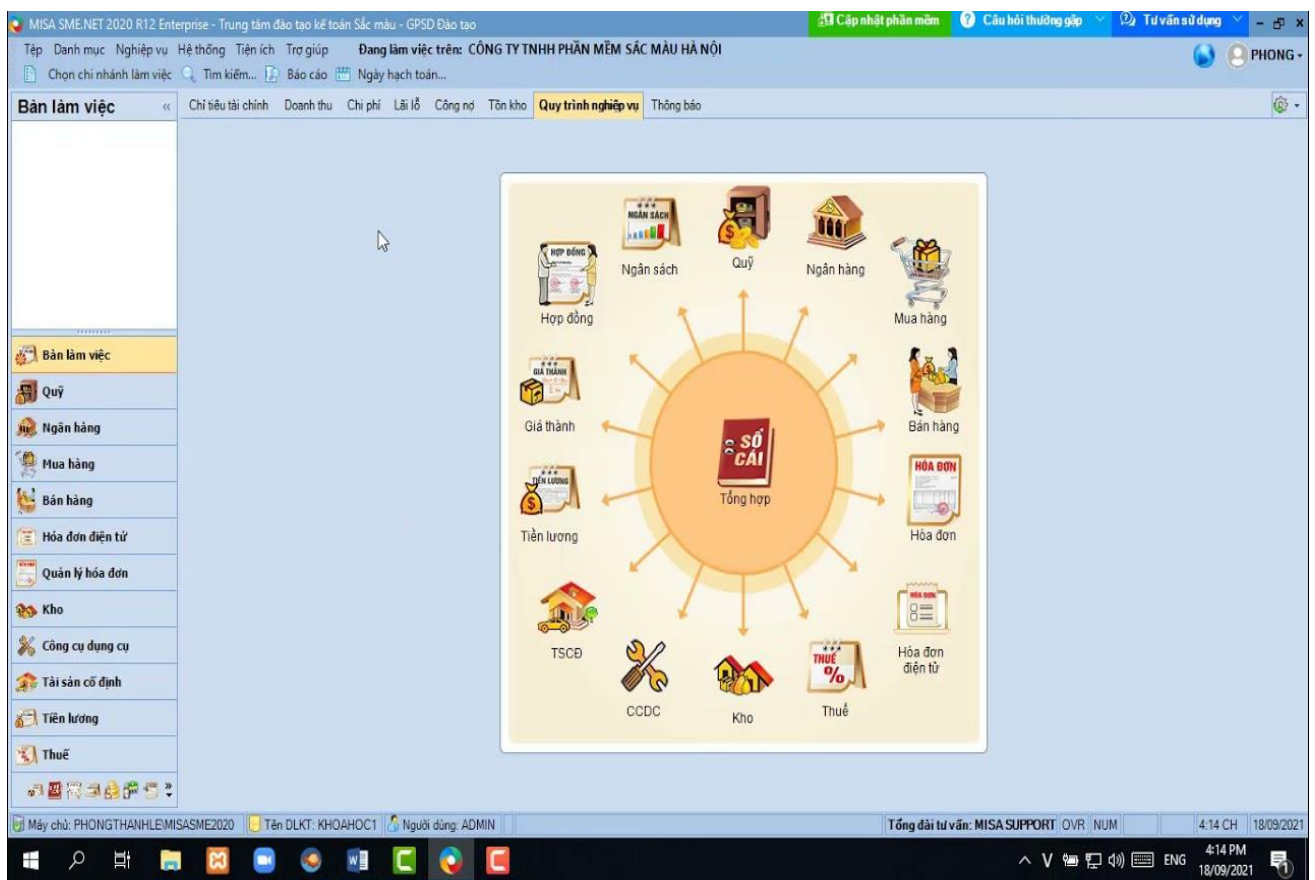 MISA SME.NET 2020 R12 Enterprise - Trung tâm đào tạo kế toán Sắc màu - GPSD Đào tạo
Cập nhật phần mềm
Câu hỏi thường gặp
Tư vấn sử dụng
Tệp Danh mục Nghiệp vụ Hệ thống Tiện ích Trợ giúp Đang làm việc trên: CÔNG TY TNHH PHẦN MỀM SẮC MÀU HÀ NỘI
PHONG
Chọn chi nhánh làm việc Tìm kiếm... Báo cáo Ngày hạch toán...
Bàn làm việc «
Chỉ tiêu tài chính Doanh thu Chi phí Lãi lỗ Công nợ Tồn kho Quy trình nghiệp vụ Thông báo
Bàn làm việc
Quỹ
Ngân hàng
Mua hàng
Bán hàng
Hóa đơn điện tử
Quản lý hóa đơn
Kho
Công cụ dụng cụ
Tài sản cố định
Tiền lương
Thuế
NGÂN SÁCH
Ngân sách
Quỹ
Ngân hàng
HỢP ĐỒNG
Hợp đồng
Mua hàng
GIÁ THÀNH
Giá thành
Bán hàng
SỔ
CÁI
Tổng hợp
TIỀN LƯƠNG
Tiền lương
HÓA ĐƠN
Hóa đơn
TSCĐ
HÓA ĐƠN
Hóa đơn
điện tử
CCDC
Kho
THUẾ
%
Thuế
Máy chủ: PHONGTHANHLE\MISASME2020 Tên DLKT: KHOAHOC1 Người dùng: ADMIN
Tổng đài tư vấn: MISA SUPPORT OVR NUM 4:14 CH 18/09/2021
V ENG
4:14 PM
18/09/2021